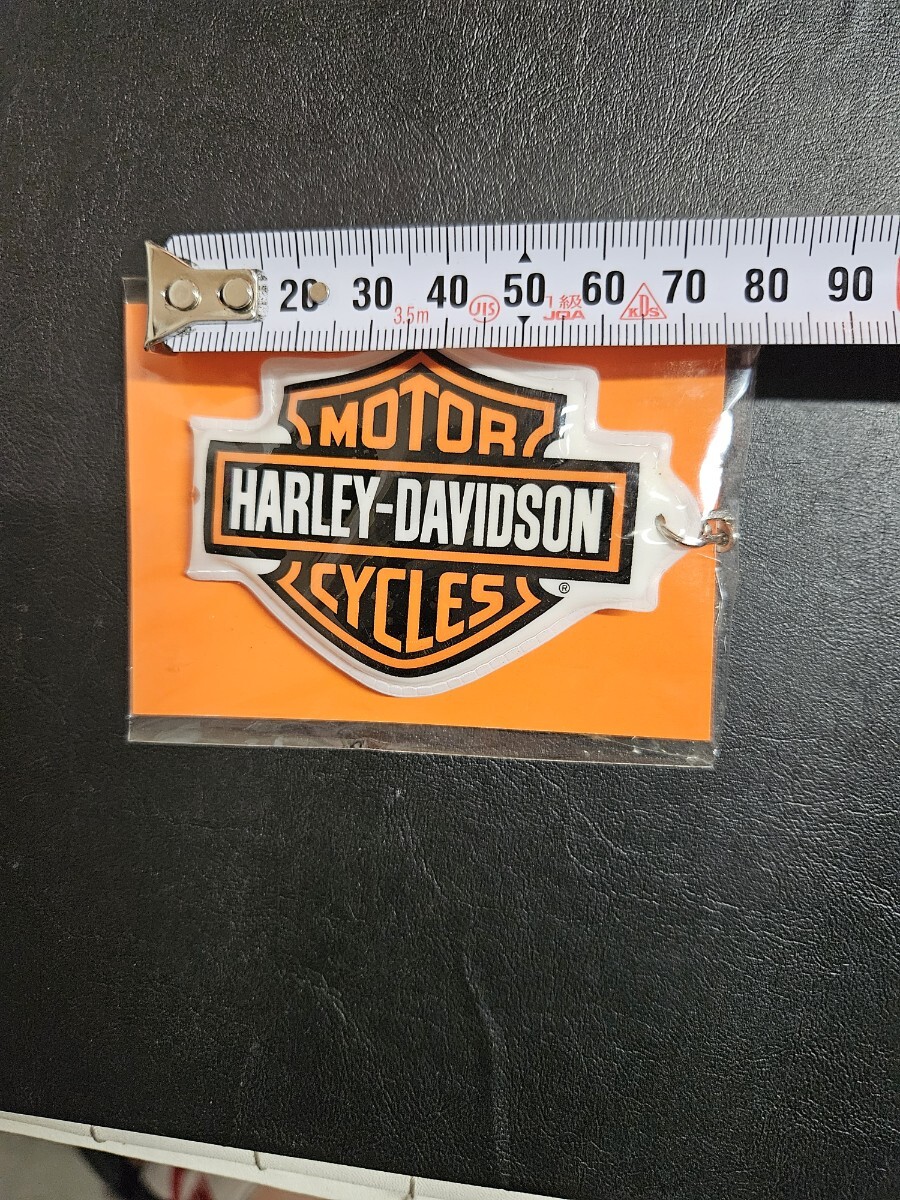 20 30 40 50 60 70 80 90
3.5m JIS 1級 JQA KDS
MOTOR
HARLEY-DAVIDSON
CYCLES ®